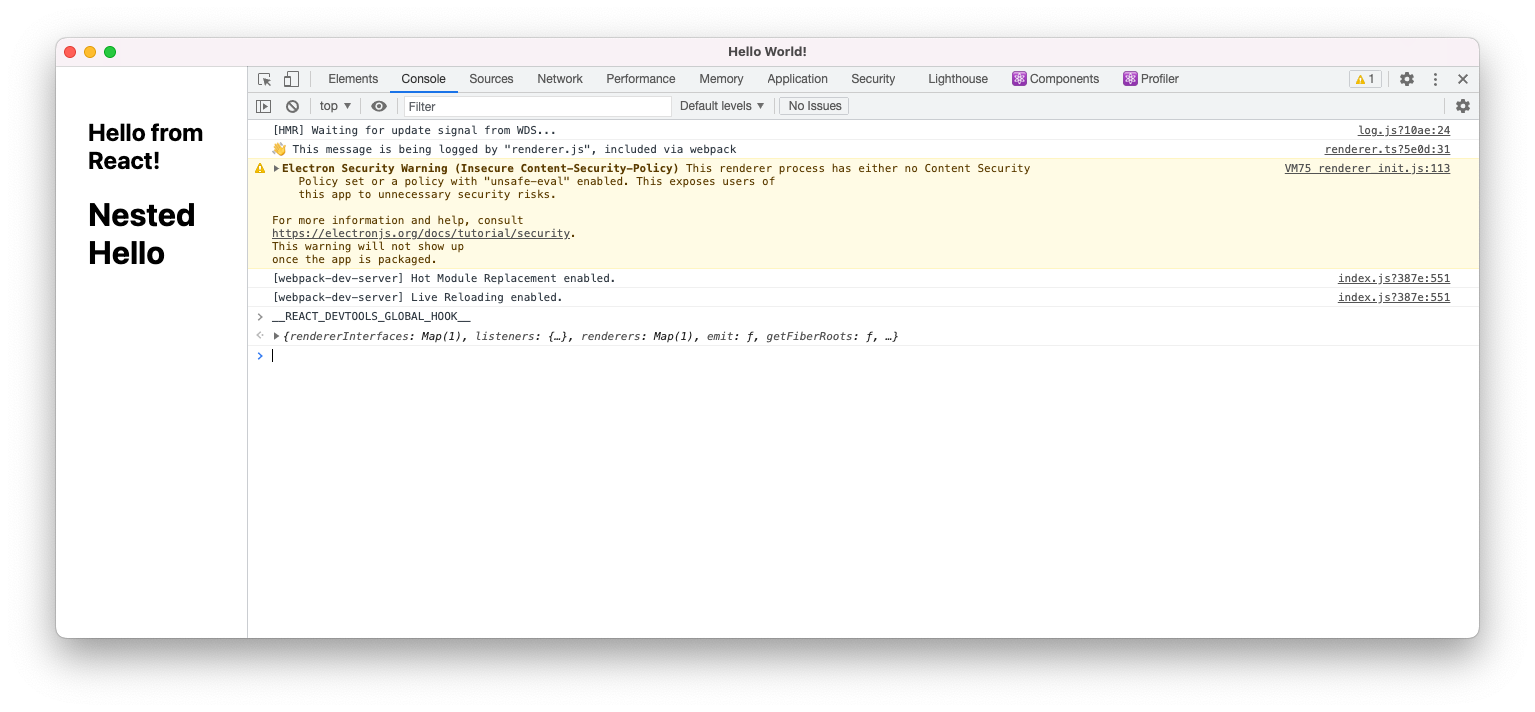 Hello World!
Hello from
React!
Nested
Hello
Elements Console Sources Network Performance Memory Application Security Lighthouse ⚛️ Components ⚛️ Profiler 1
top Filter Default levels No Issues
[HMR] Waiting for update signal from WDS... log.js?10ae:24
👋 This message is being logged by "renderer.js", included via webpack renderer.ts?5e0d:31
Electron Security Warning (Insecure Content-Security-Policy) This renderer process has either no Content Security VM75 renderer_init.js:113
Policy set or a policy with "unsafe-eval" enabled. This exposes users of
this app to unnecessary security risks.
For more information and help, consult
https://electronjs.org/docs/tutorial/security.
This warning will not show up
once the app is packaged.
[webpack-dev-server] Hot Module Replacement enabled. index.js?387e:551
[webpack-dev-server] Live Reloading enabled. index.js?387e:551
__REACT_DEVTOOLS_GLOBAL_HOOK__
{rendererInterfaces: Map(1), listeners: {…}, renderers: Map(1), emit: ƒ, getFiberRoots: ƒ, …}